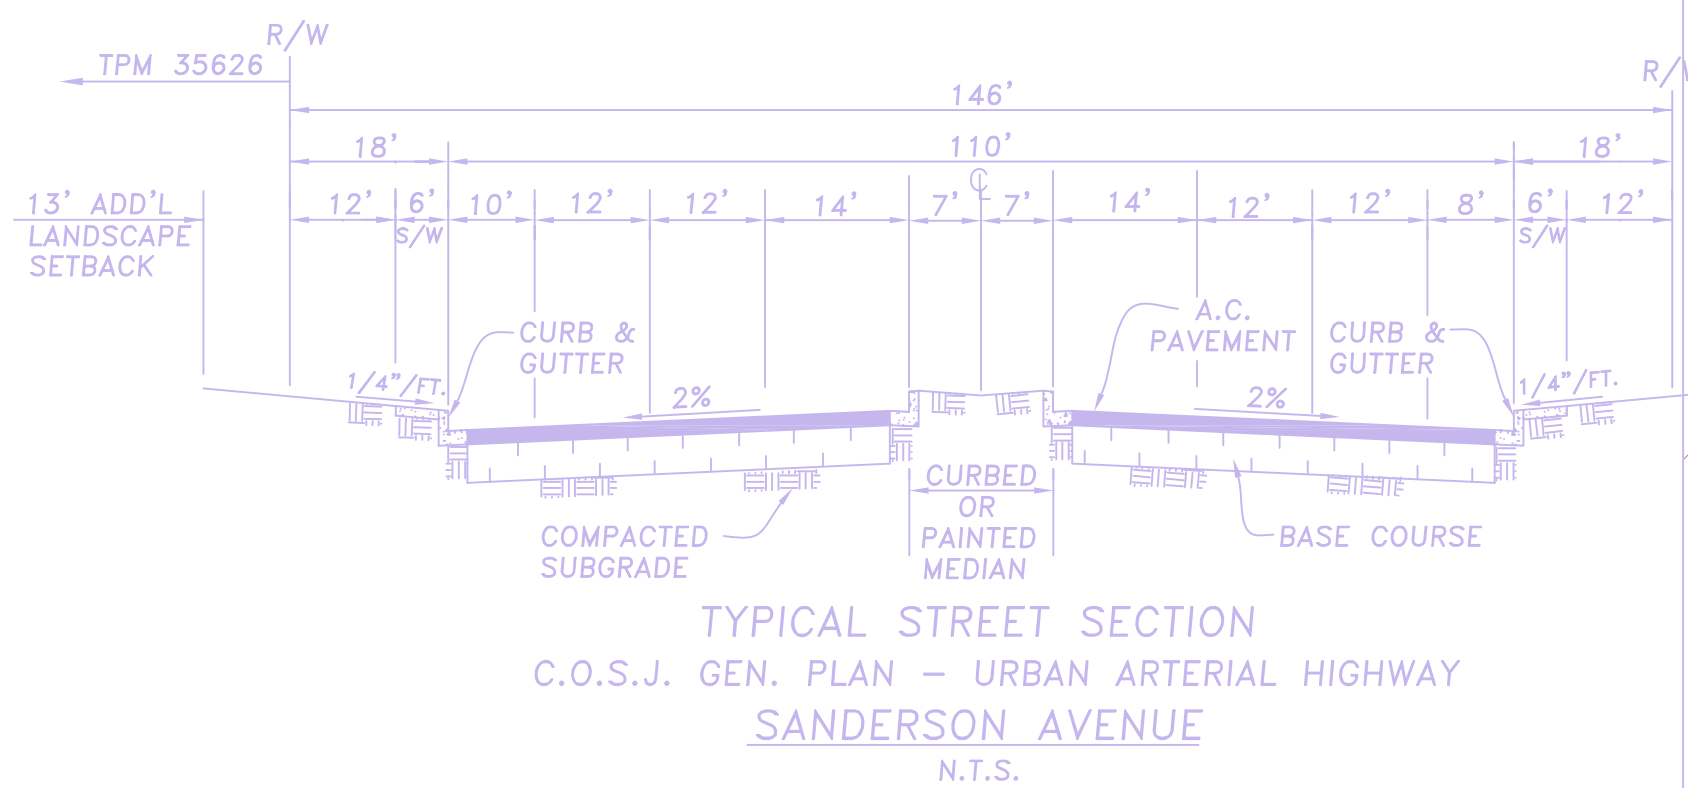 R/W
TPM 35626
R/W
146'
18'
110'
18'
13' ADD'L
LANDSCAPE
SETBACK
12'
6'
S/W
10'
12'
12'
14'
7'
℄
7'
14'
12'
12'
8'
6'
S/W
12'
1/4"/FT.
CURB &
GUTTER
2%
A.C.
PAVEMENT
2%
CURB &
GUTTER
1/4"/FT.
COMPACTED
SUBGRADE
CURBED
OR
PAINTED
MEDIAN
BASE COURSE
TYPICAL STREET SECTION
C.O.S.J. GEN. PLAN – URBAN ARTERIAL HIGHWAY
SANDERSON AVENUE
N.T.S.